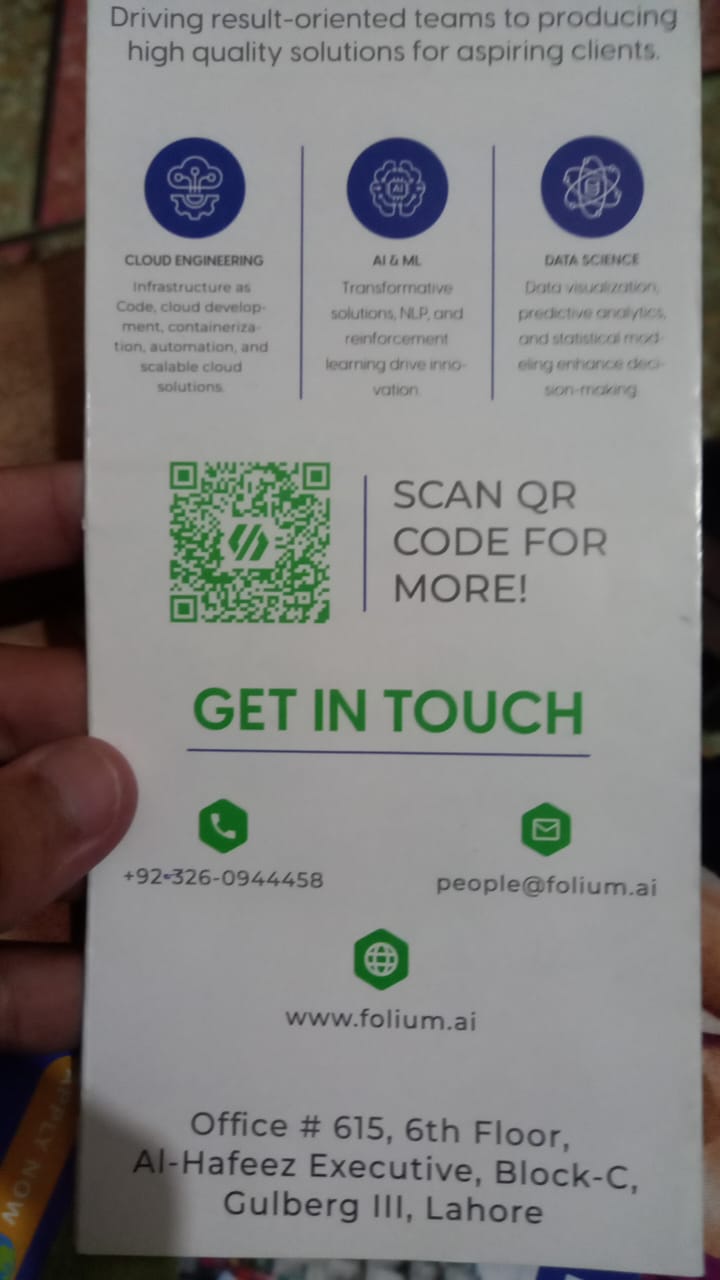 Driving result-oriented teams to producing
high quality solutions for aspiring clients.
CLOUD ENGINEERING
Infrastructure as
Code, cloud develop-
ment, containeriza-
tion, automation, and
scalable cloud
solutions.
AI
AI & ML
Transformative
solutions, NLP, and
reinforcement
learning drive inno-
vation.
DATA SCIENCE
Data visualization,
predictive analytics,
and statistical mod-
eling enhance deci-
sion-making.
SCAN QR
CODE FOR
MORE!
GET IN TOUCH
+92-326-0944458
people@folium.ai
www.folium.ai
Office # 615, 6th Floor,
Al-Hafeez Executive, Block-C,
Gulberg III, Lahore
APPLY NOW